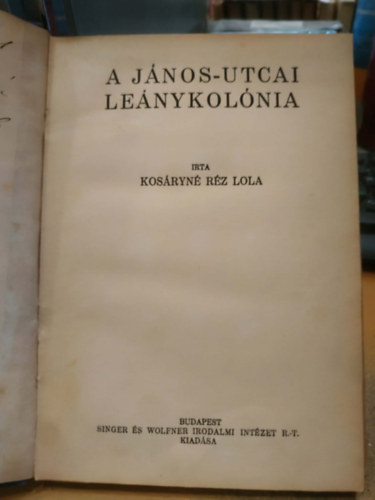 A JÁNOS-UTCAI
LEÁNYKOLÓNIA
IRTA
KOSÁRYNÉ RÉZ LOLA
BUDAPEST
SINGER ÉS WOLFNER IRODALMI INTÉZET R.-T.
KIADÁSA